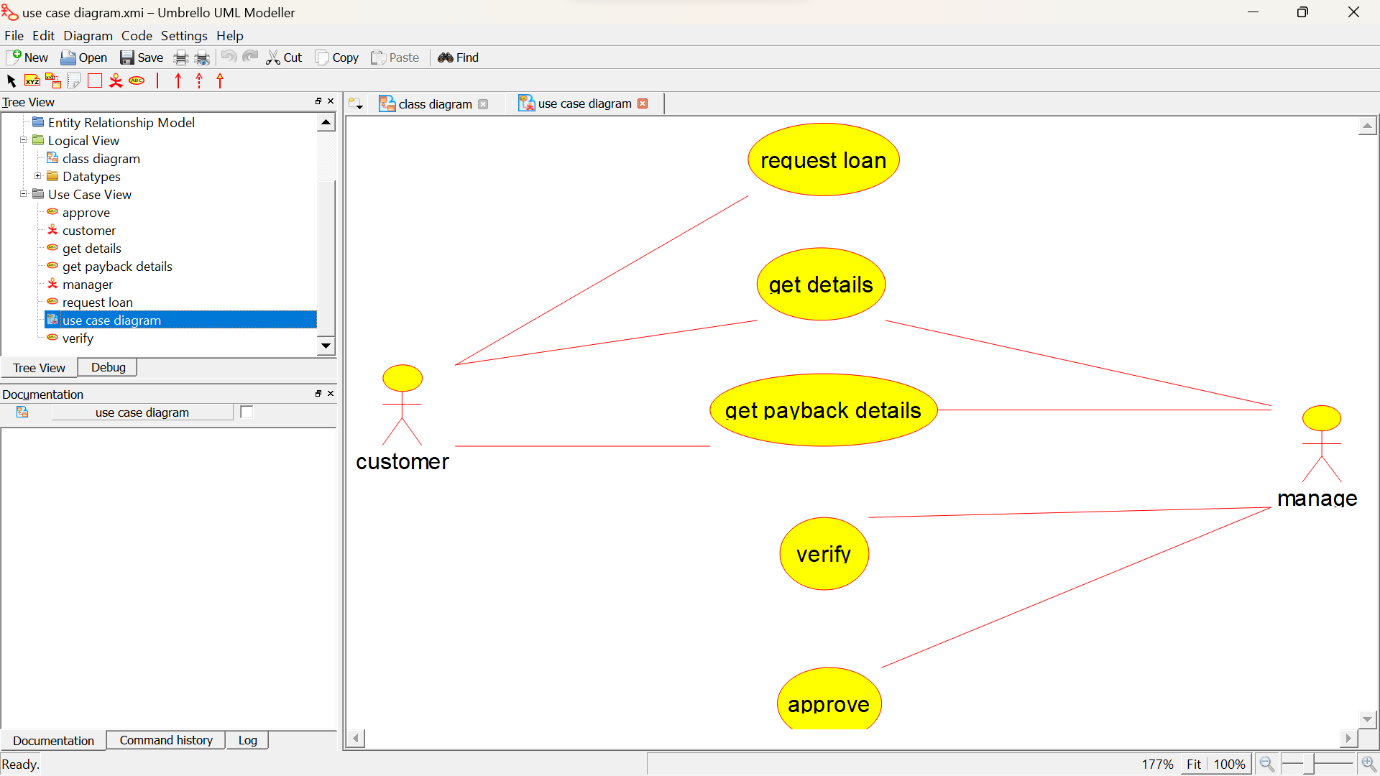 use case diagram.xmi – Umbrello UML Modeller
File Edit Diagram Code Settings Help
New Open Save Cut Copy Paste Find
XYZ ABC
Tree View
class diagram use case diagram
Entity Relationship Model
Logical View
class diagram
Datatypes
Use Case View
approve
customer
get details
get payback details
manager
request loan
use case diagram
verify
Tree View Debug
Documentation
use case diagram
request loan
get details
get payback details
customer
manage
verify
approve
Documentation Command history Log
Ready.
177% Fit 100%